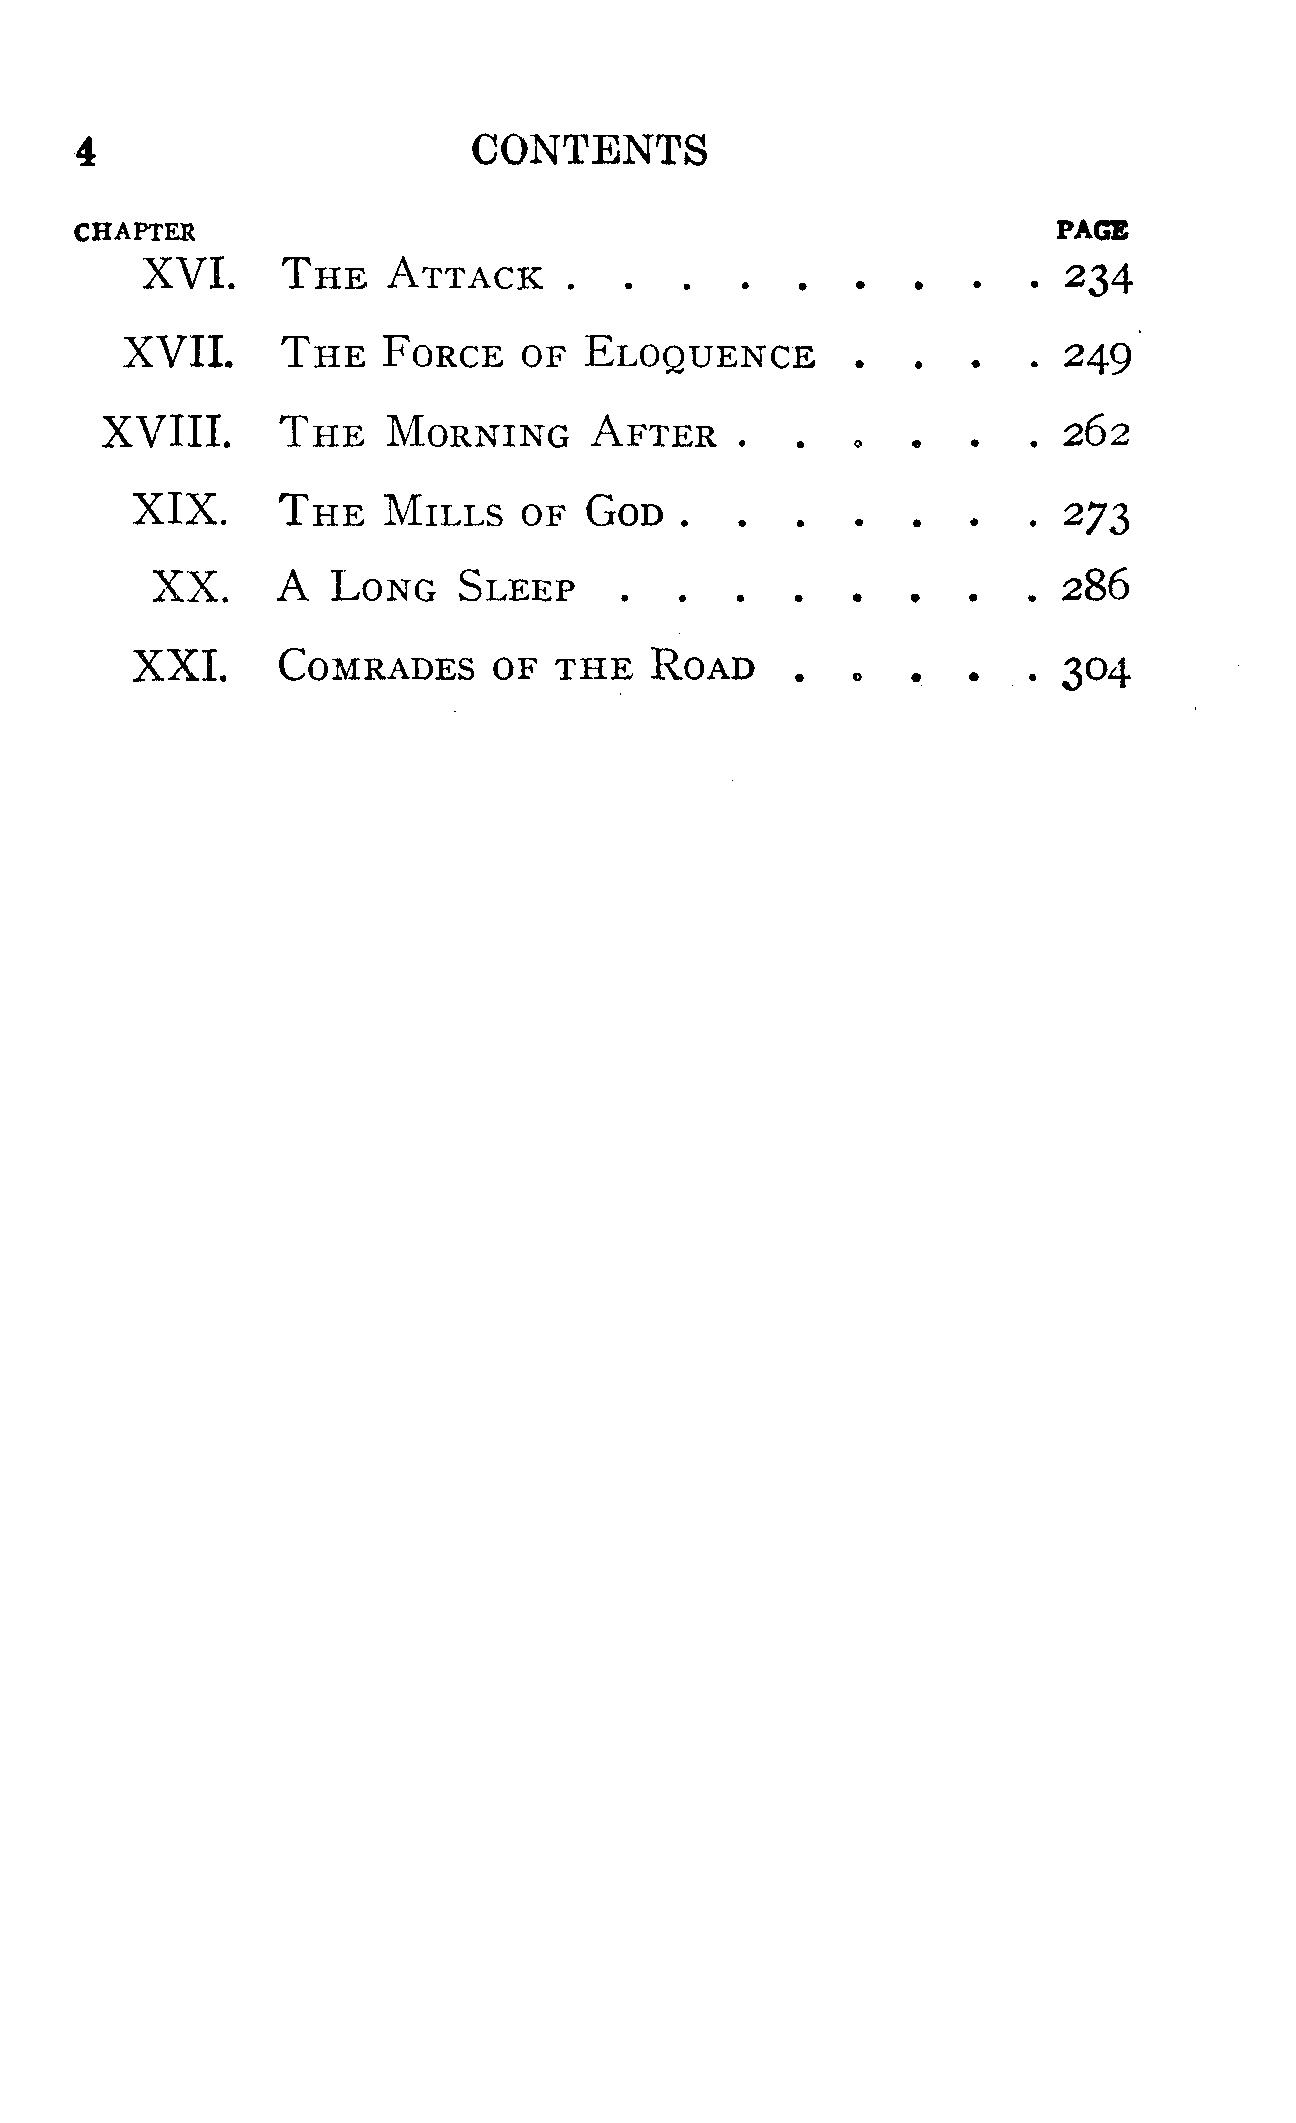 4 CONTENTS
CHAPTER PAGE
XVI. The Attack . . . . . . . . . 234
XVII. The Force of Eloquence . . . . 249
XVIII. The Morning After . . . . . . 262
XIX. The Mills of God . . . . . . . 273
XX. A Long Sleep . . . . . . . . 286
XXI. Comrades of the Road . . . . . 304